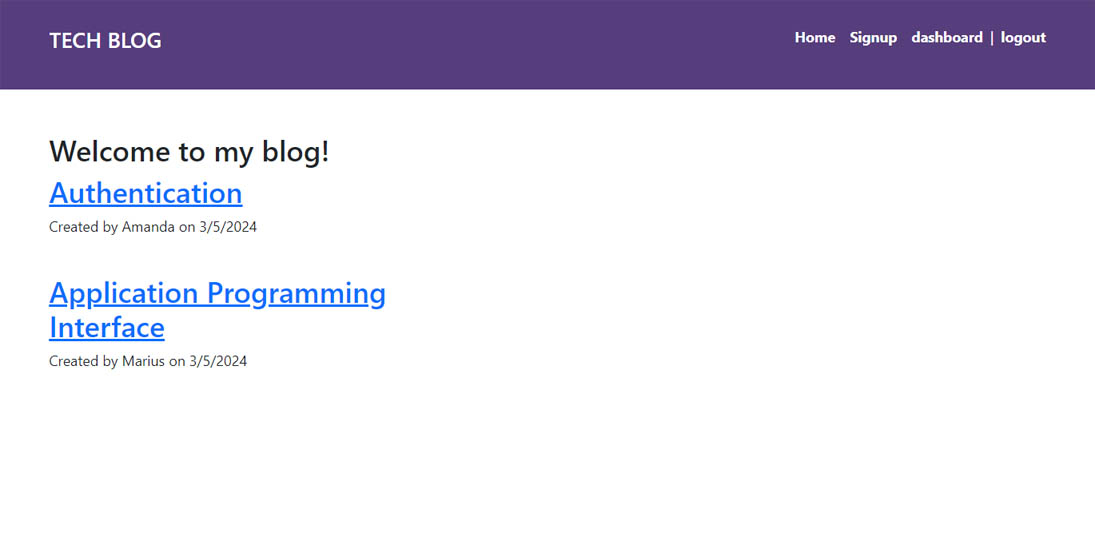 TECH BLOG
Home Signup dashboard | logout
Welcome to my blog!
Authentication
Created by Amanda on 3/5/2024
Application Programming
Interface
Created by Marius on 3/5/2024